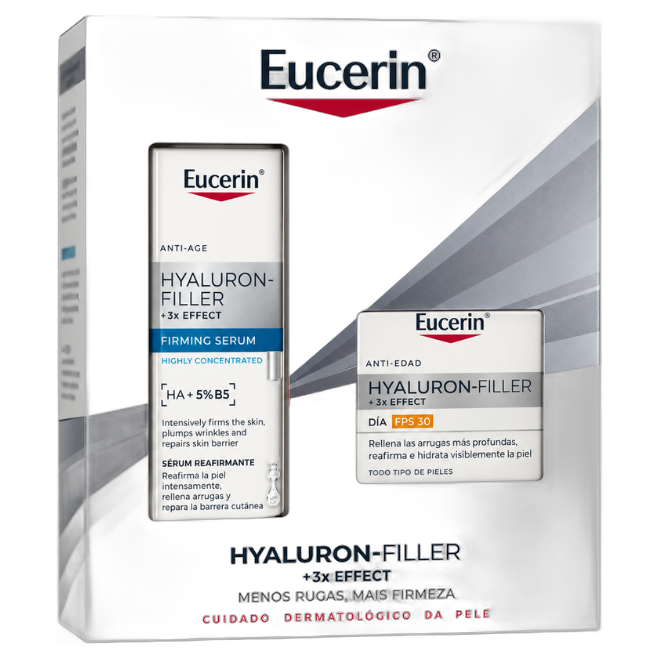 Eucerin®
Eucerin®
ANTI-AGE
HYALURON-
FILLER
+3x EFFECT
FIRMING SERUM
HIGHLY CONCENTRATED
HA + 5% B5
Intensively firms the skin,
plumps wrinkles and
repairs skin barrier
SÉRUM REAFIRMANTE
Reafirma la piel
intensamente,
rellena arrugas y
repara la barrera cutánea
Eucerin®
ANTI-EDAD
HYALURON-FILLER
+3x EFFECT
DÍA FPS 30
Rellena las arrugas más profundas,
reafirma e hidrata visiblemente la piel
TODO TIPO DE PIELES
HYALURON-FILLER
+3x EFFECT
MENOS RUGAS, MAIS FIRMEZA
CUIDADO DERMATOLÓGICO DA PELE